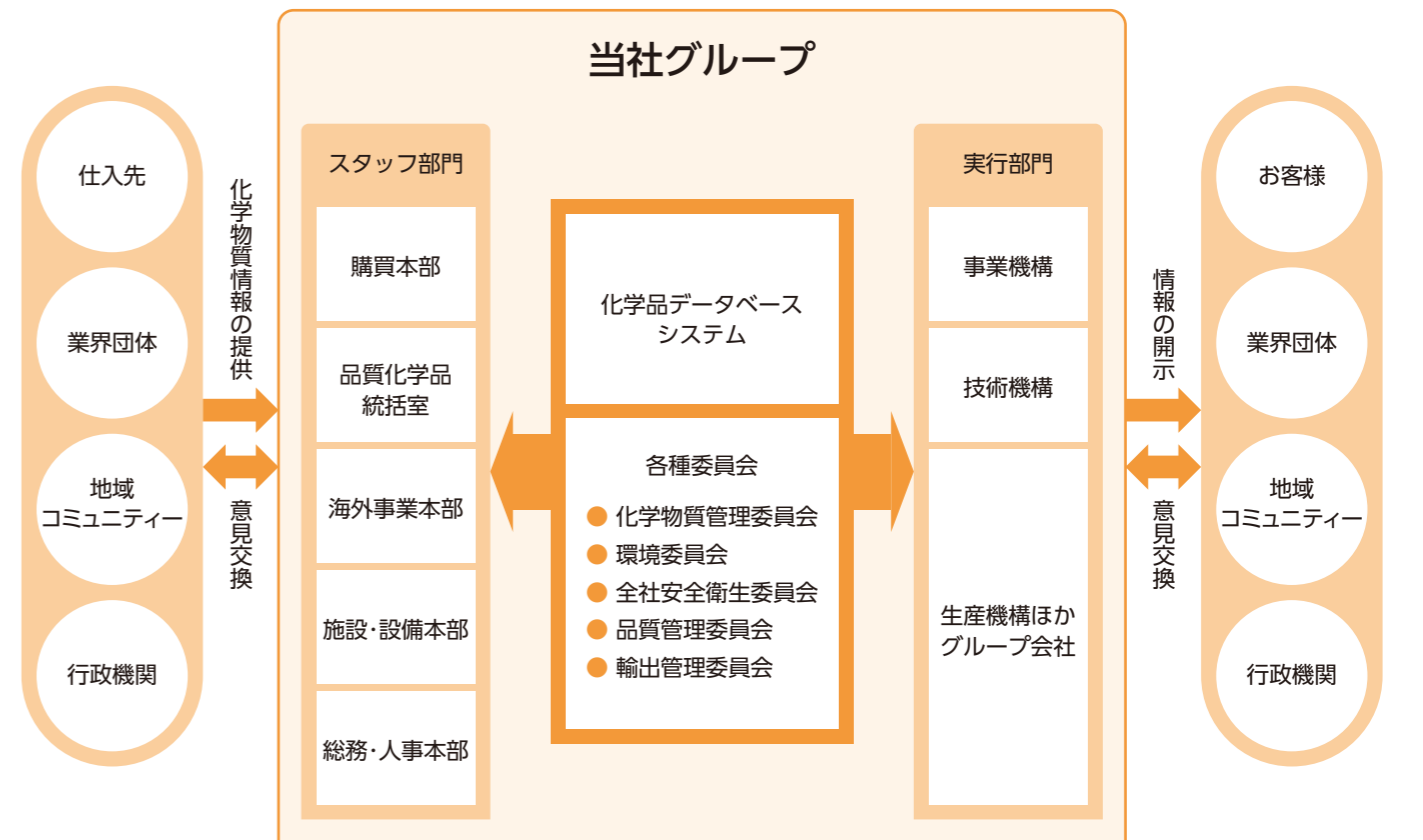 当社グループ
仕入先
業界団体
地域
コミュニティー
行政機関
化学物質情報の提供
意見交換
スタッフ部門
購買本部
品質化学品
統括室
海外事業本部
施設・設備本部
総務・人事本部
化学品データベース
システム
各種委員会
● 化学物質管理委員会
● 環境委員会
● 全社安全衛生委員会
● 品質管理委員会
● 輸出管理委員会
実行部門
事業機構
技術機構
生産機構ほか
グループ会社
情報の開示
意見交換
お客様
業界団体
地域
コミュニティー
行政機関